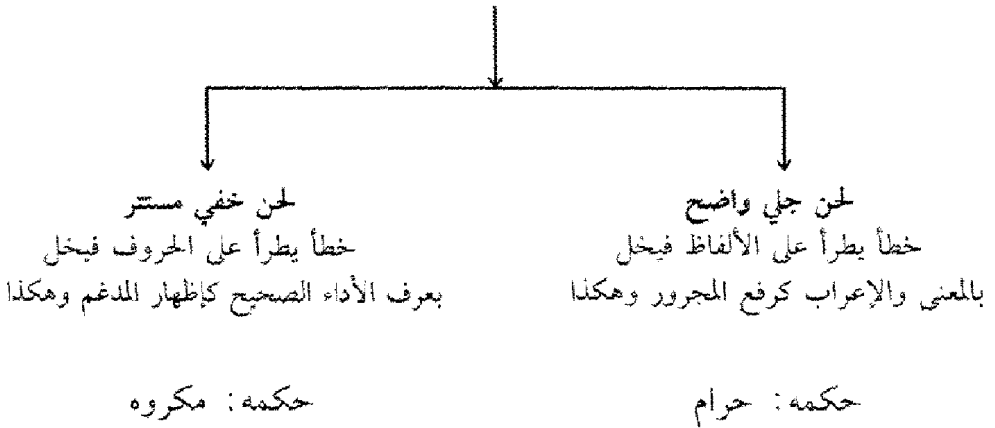 لحن جلي واضح
خطأ يطرأ على الألفاظ فيخل
بالمعنى والإعراب كرفع المجرور وهكذا
حكمه: حرام
لحن خفي مستتر
خطأ يطرأ على الحروف فيخل
بعرف الأداء الصحيح كإظهار المدغم وهكذا
حكمه: مكروه